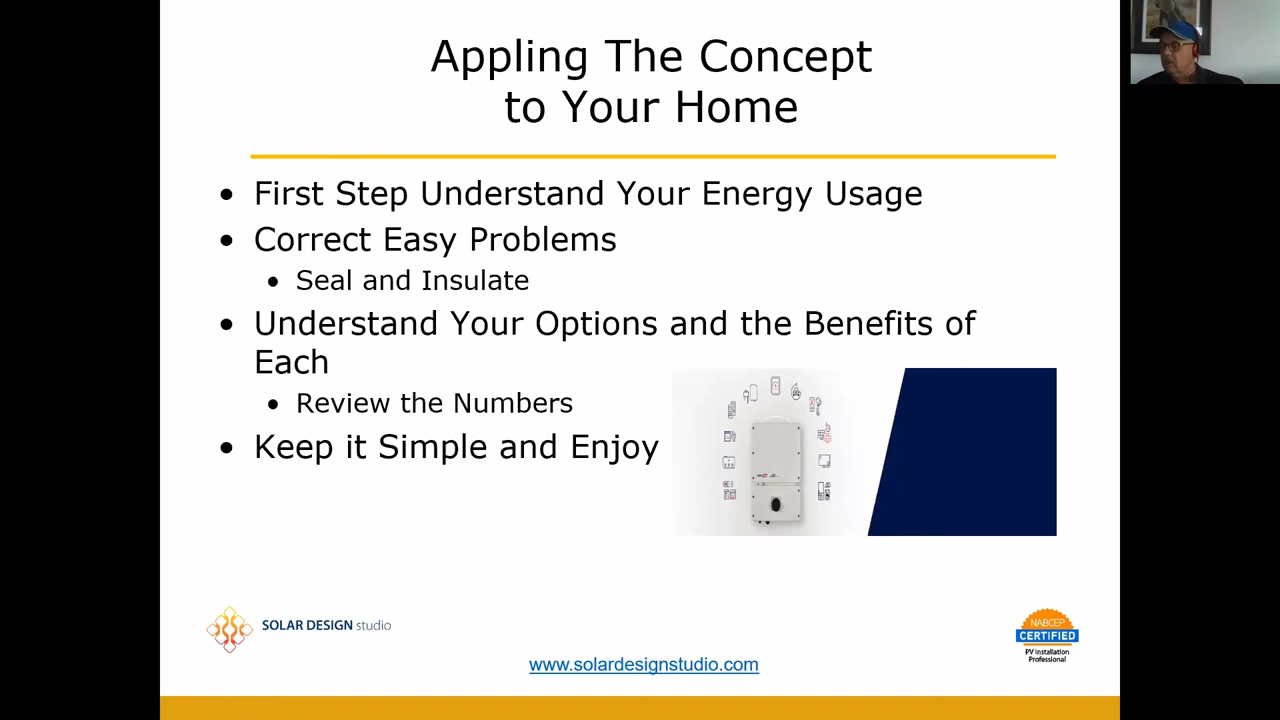 Appling The Concept
to Your Home
• First Step Understand Your Energy Usage
• Correct Easy Problems
• Seal and Insulate
• Understand Your Options and the Benefits of
Each
• Review the Numbers
• Keep it Simple and Enjoy
SOLAR DESIGN studio
www.solardesignstudio.com
NABCEP
CERTIFIED
PV Installation
Professional